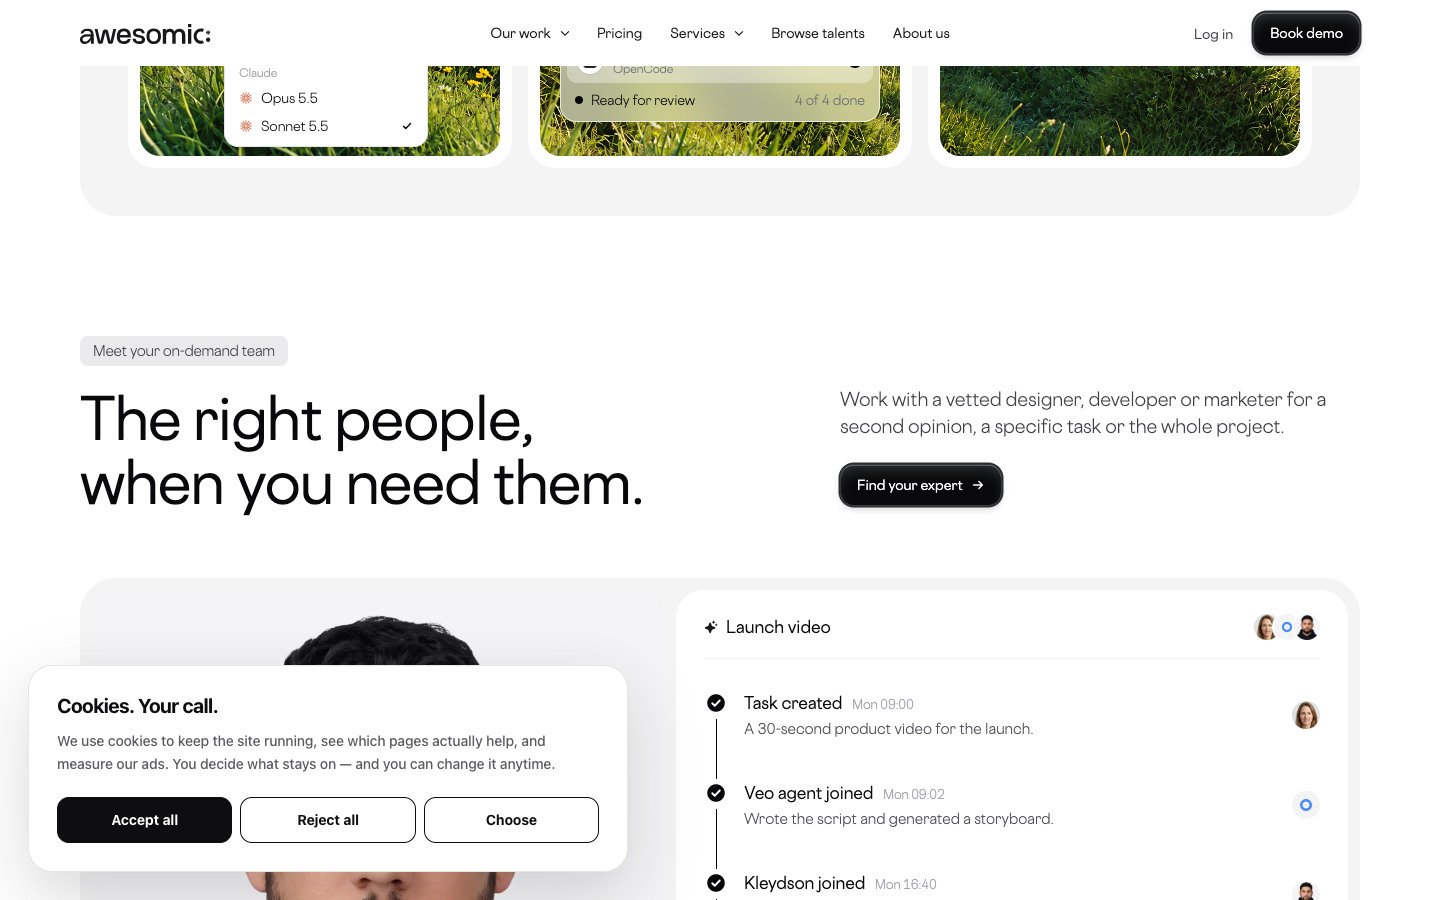 awesomic:
Our work
Pricing
Services
Browse talents
About us
Log in
Book demo
Claude
Opus 5.5
Sonnet 5.5
OpenCode
Ready for review
4 of 4 done
Meet your on-demand team
The right people,
when you need them.
Work with a vetted designer, developer or marketer for a
second opinion, a specific task or the whole project.
Find your expert
Launch video
Task created Mon 09:00
A 30-second product video for the launch.
Veo agent joined Mon 09:02
Wrote the script and generated a storyboard.
Kleydson joined Mon 16:40
Cookies. Your call.
We use cookies to keep the site running, see which pages actually help, and
measure our ads. You decide what stays on — and you can change it anytime.
Accept all
Reject all
Choose